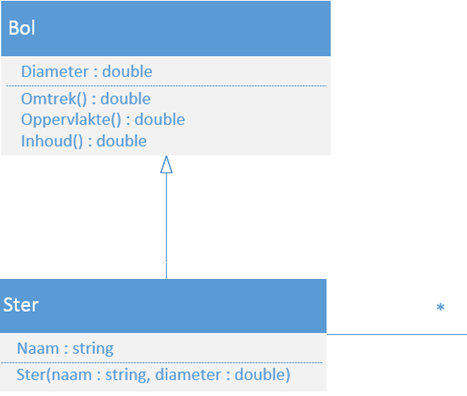 Bol
Diameter : double
Omtrek() : double
Oppervlakte() : double
Inhoud() : double
Ster
*
Naam : string
Ster(naam : string, diameter : double)